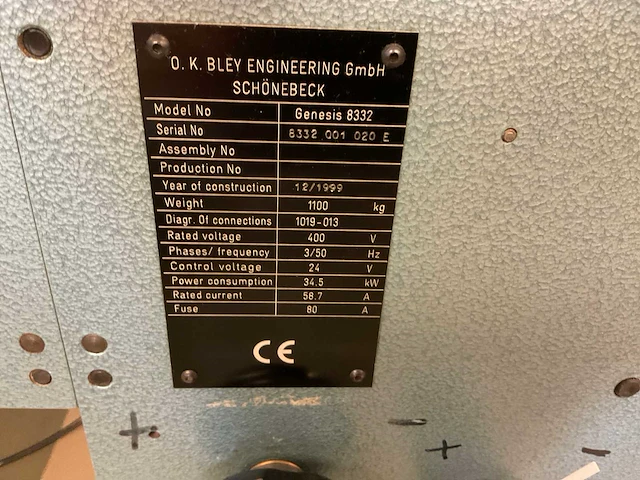 O. K. BLEY ENGINEERING GmbH
SCHÖNEBECK
Model No Genesis 8332
Serial No 8332 001 020 E
Assembly No
Production No
Year of construction 12/1999
Weight 1100 kg
Diagr. Of connections 1019-013
Rated voltage 400 V
Phases/ frequency 3/50 Hz
Control voltage 24 V
Power consumption 34.5 kW
Rated current 58.7 A
Fuse 80 A
CE
+ - + -